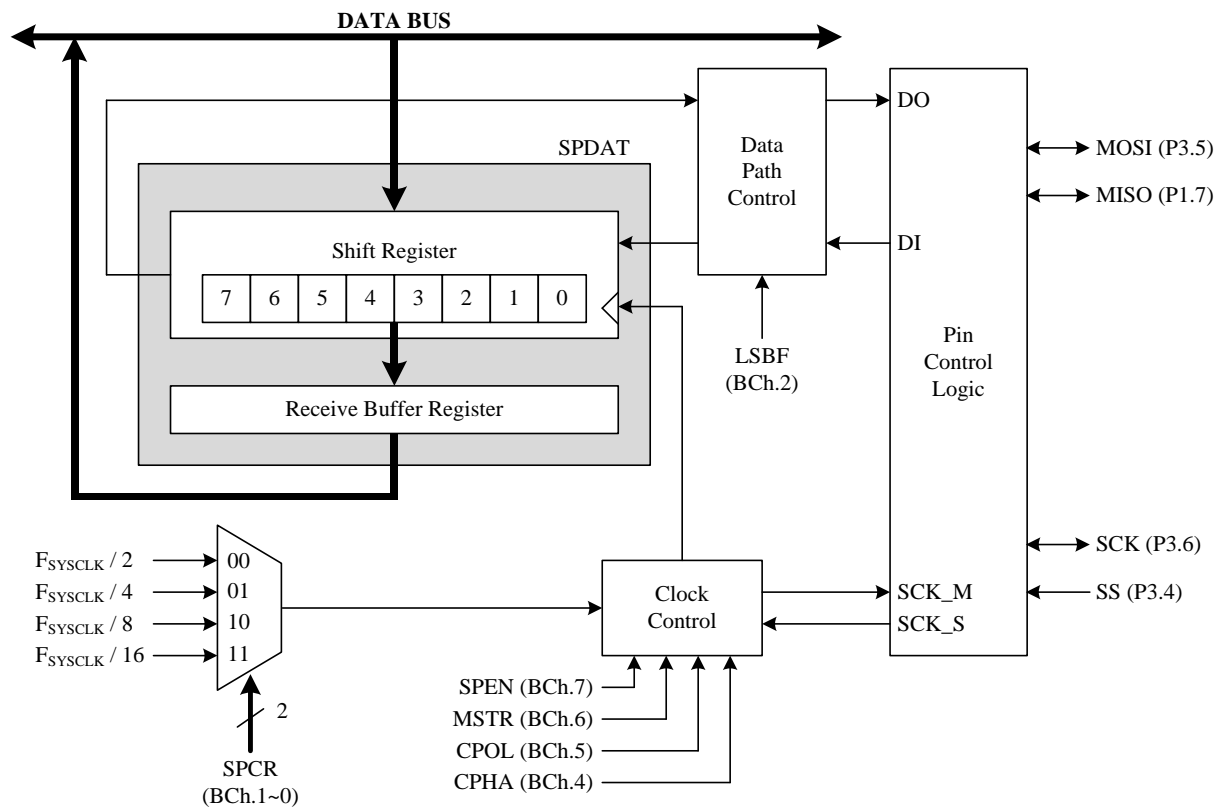 DATA BUS
SPDAT
Shift Register
7 6 5 4 3 2 1 0
Receive Buffer Register
Data
Path
Control
LSBF
(BCh.2)
DO
DI
Pin
Control
Logic
SCK_M
SCK_S
MOSI (P3.5)
MISO (P1.7)
SCK (P3.6)
SS (P3.4)
FSYSCLK / 2
FSYSCLK / 4
FSYSCLK / 8
FSYSCLK / 16
00
01
10
11
2
SPCR
(BCh.1~0)
Clock
Control
SPEN (BCh.7)
MSTR (BCh.6)
CPOL (BCh.5)
CPHA (BCh.4)